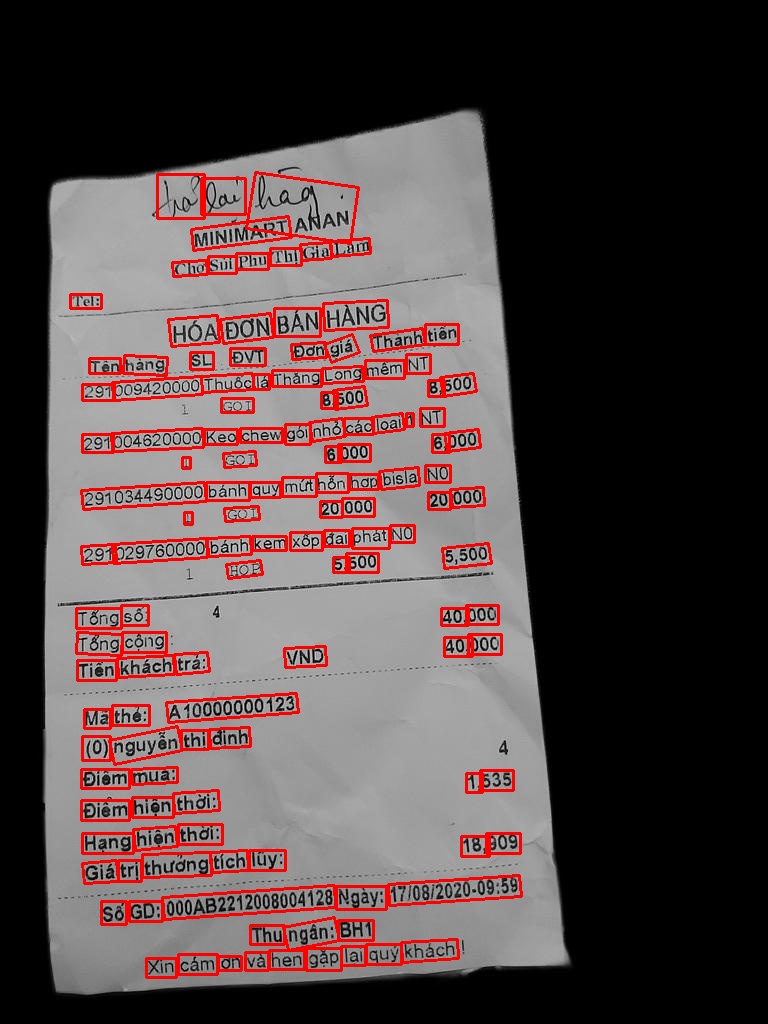 trả lại hàng
MINIMART ANAN
Chợ Sủi Phú Thị Gia Lâm
Tel:
HÓA ĐƠN BÁN HÀNG
Tên hàng SL ĐVT Đơn giá Thành tiền
291009420000 Thuốc lá Thăng Long mềm NT
1 GOI 8,500 8,500
291004620000 Kẹo chew gói nhỏ các loại 1 NT
1 GOI 6,000 6,000
291034490000 bánh quy mứt hỗn hợp bisla N0
1 GOI 20,000 20,000
291029760000 bánh kem xốp đại phát N0
1 HOP 5,500 5,500
Tổng số: 4 40,000
Tổng cộng : 40,000
Tiền khách trả: VND
Mã thẻ: A10000000123
(0) nguyễn thị đinh
Điểm mua: 4
Điểm hiện thời: 1,535
Hạng hiện thời:
Giá trị thưởng tích lũy: 18,909
Số GD: 000AB2212008004128 Ngày: 17/08/2020-09:59
Thu ngân: BH1
Xin cám ơn và hẹn gặp lại quý khách !